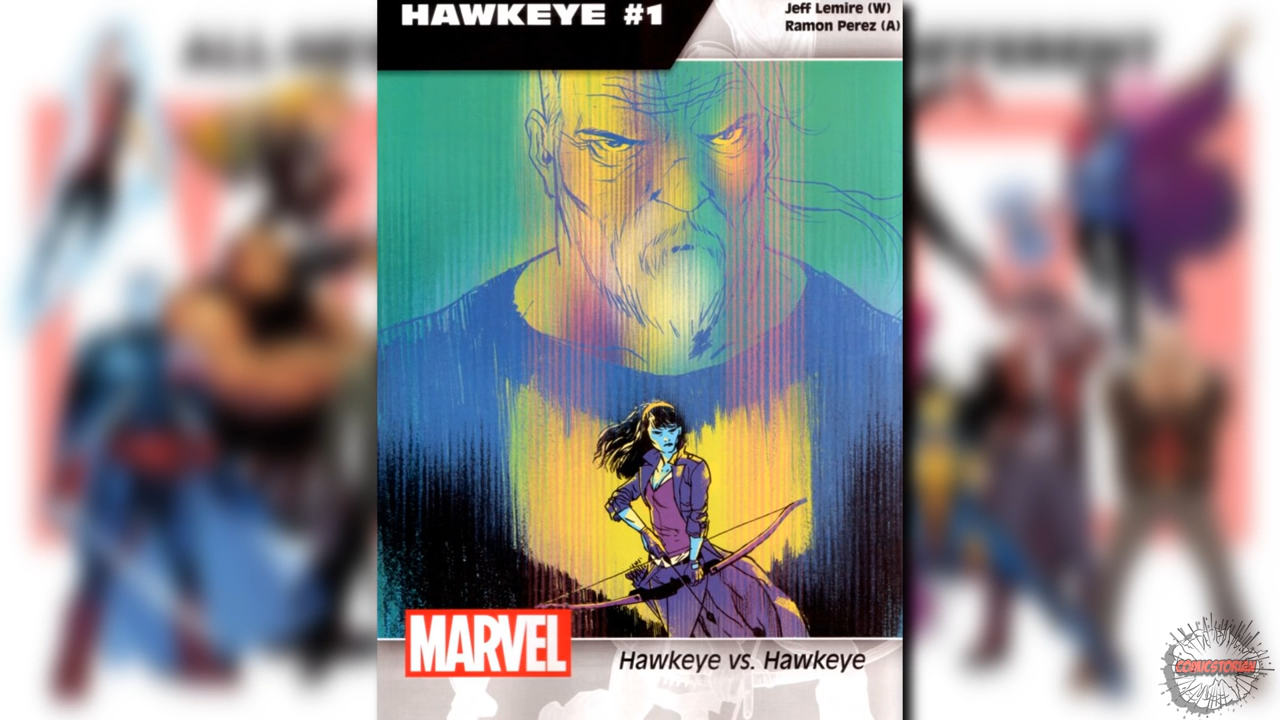 HAWKEYE #1
Jeff Lemire (W)
Ramon Perez (A)
MARVEL
Hawkeye vs. Hawkeye
COMICSTORIAN